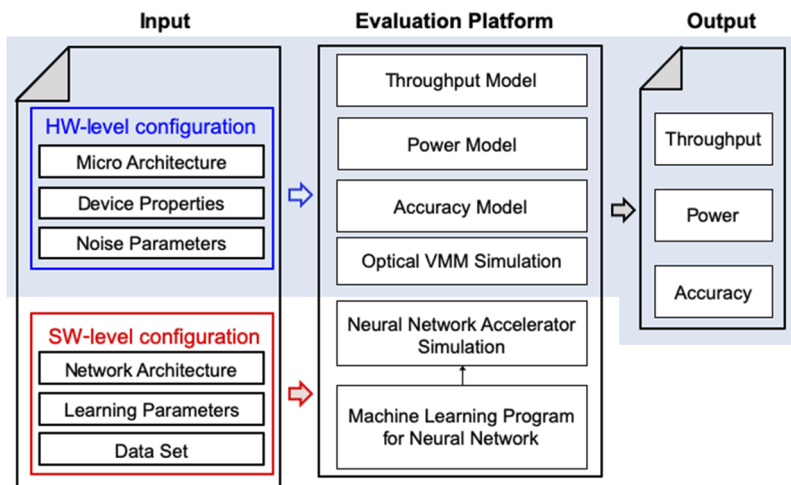 Input
Evaluation Platform
Output
HW-level configuration
Micro Architecture
Device Properties
Noise Parameters
SW-level configuration
Network Architecture
Learning Parameters
Data Set
Throughput Model
Power Model
Accuracy Model
Optical VMM Simulation
Neural Network Accelerator
Simulation
Machine Learning Program
for Neural Network
Throughput
Power
Accuracy